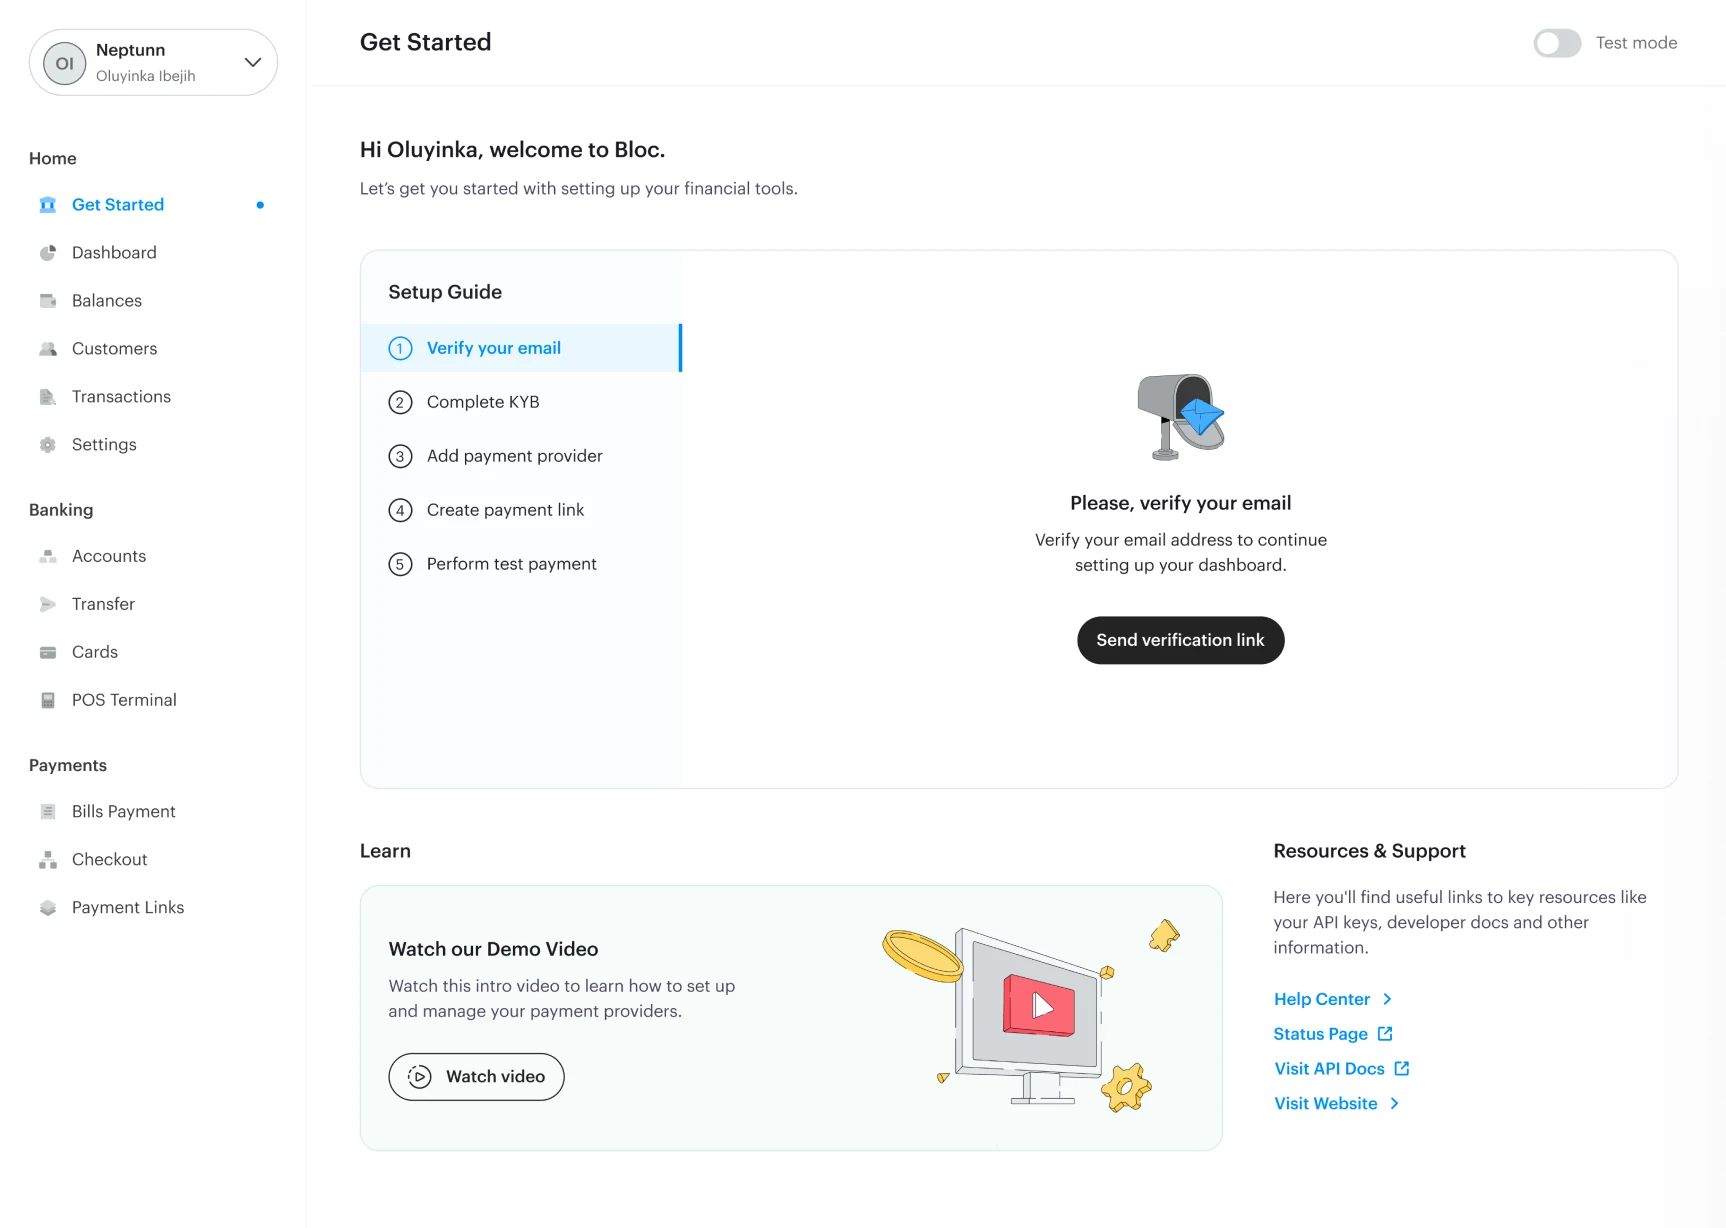 OI
Neptunn
Oluyinka Ibejih
Home
Get Started
Dashboard
Balances
Customers
Transactions
Settings
Banking
Accounts
Transfer
Cards
POS Terminal
Payments
Bills Payment
Checkout
Payment Links
Get Started
Test mode
Hi Oluyinka, welcome to Bloc.
Let’s get you started with setting up your financial tools.
Setup Guide
1 Verify your email
2 Complete KYB
3 Add payment provider
4 Create payment link
5 Perform test payment
Please, verify your email
Verify your email address to continue
setting up your dashboard.
Send verification link
Learn
Watch our Demo Video
Watch this intro video to learn how to set up
and manage your payment providers.
Watch video
Resources & Support
Here you'll find useful links to key resources like
your API keys, developer docs and other
information.
Help Center
Status Page
Visit API Docs
Visit Website